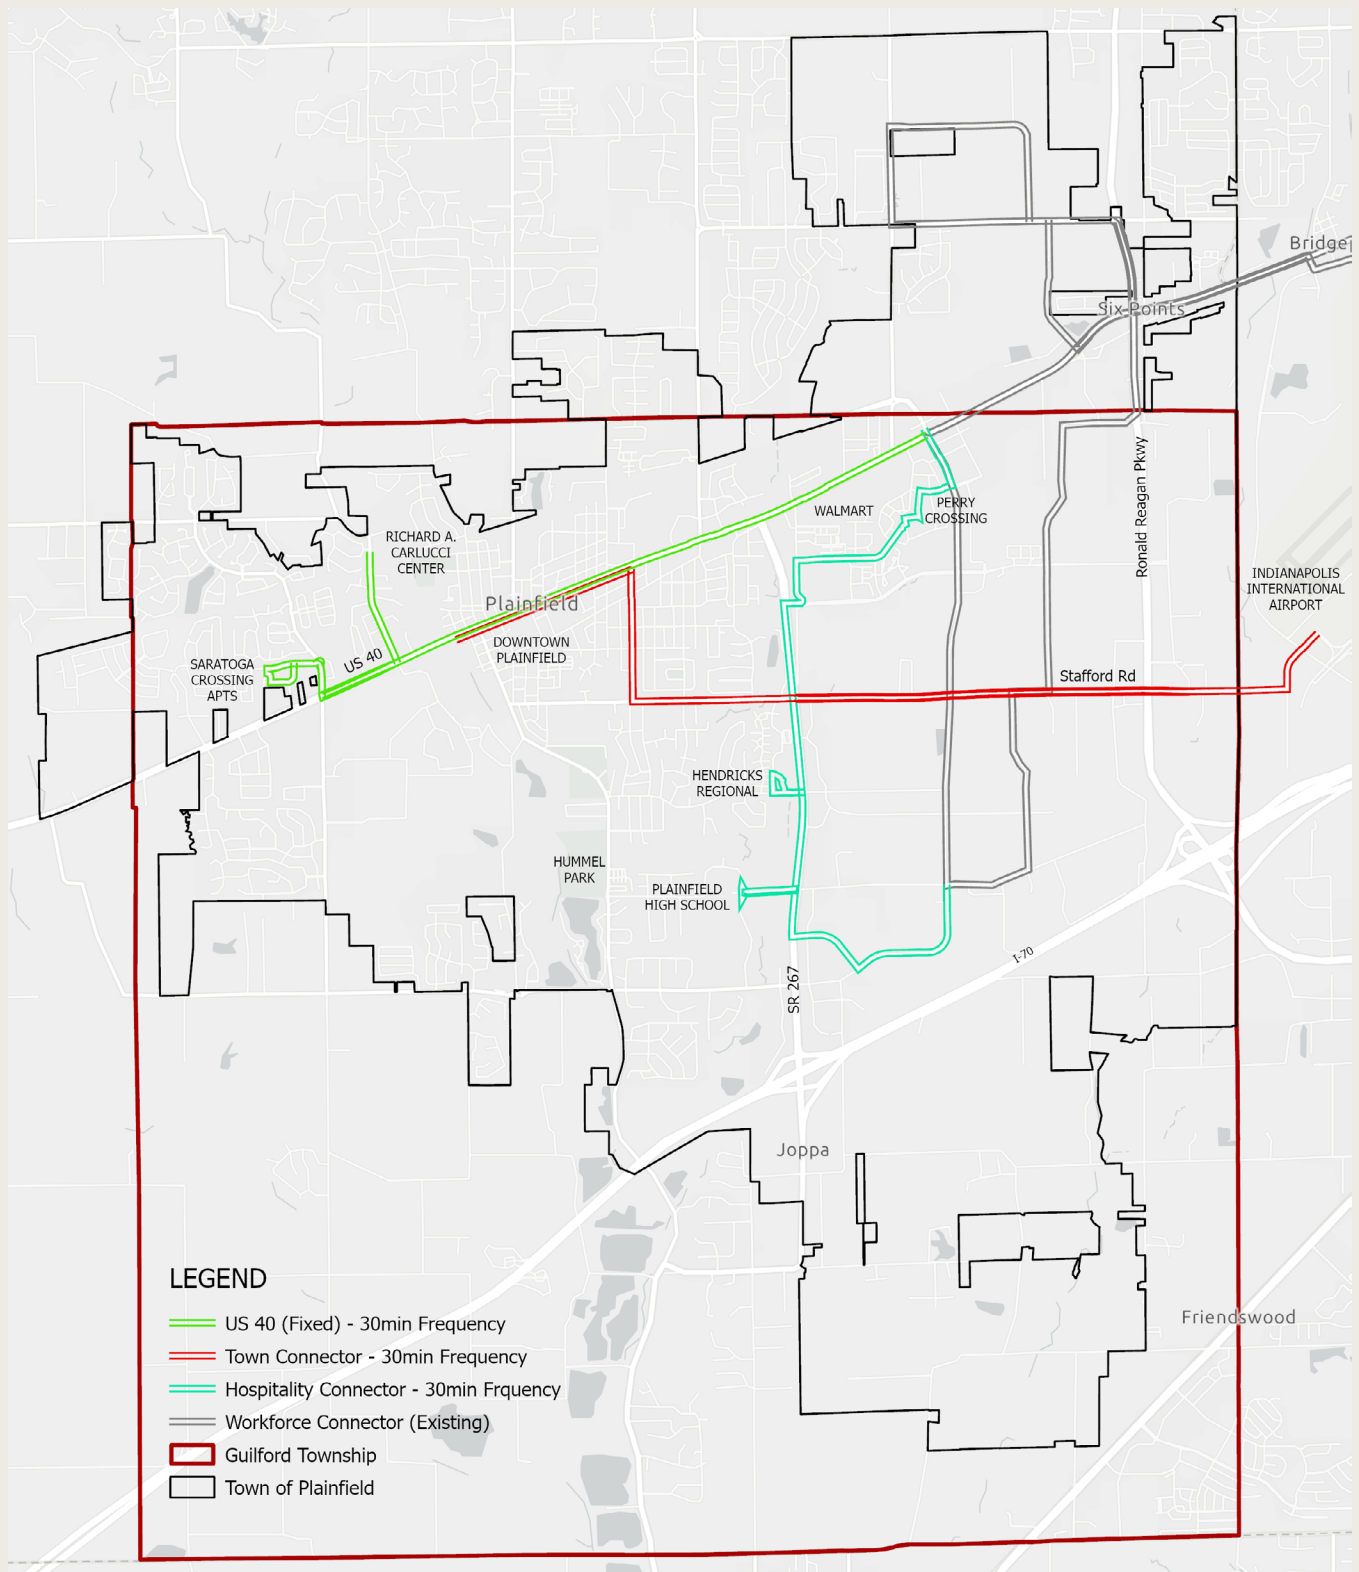 Bridge
Six Points
Ronald Reagan Pkwy
WALMART
PERRY
CROSSING
RICHARD A.
CARLUCCI
CENTER
INDIANAPOLIS
INTERNATIONAL
AIRPORT
Plainfield
DOWNTOWN
PLAINFIELD
US 40
SARATOGA
CROSSING
APTS
Stafford Rd
HENDRICKS
REGIONAL
HUMMEL
PARK
PLAINFIELD
HIGH SCHOOL
I-70
SR 267
Joppa
Friendswood
LEGEND
US 40 (Fixed) - 30min Frequency
Town Connector - 30min Frequency
Hospitality Connector - 30min Frquency
Workforce Connector (Existing)
Guilford Township
Town of Plainfield